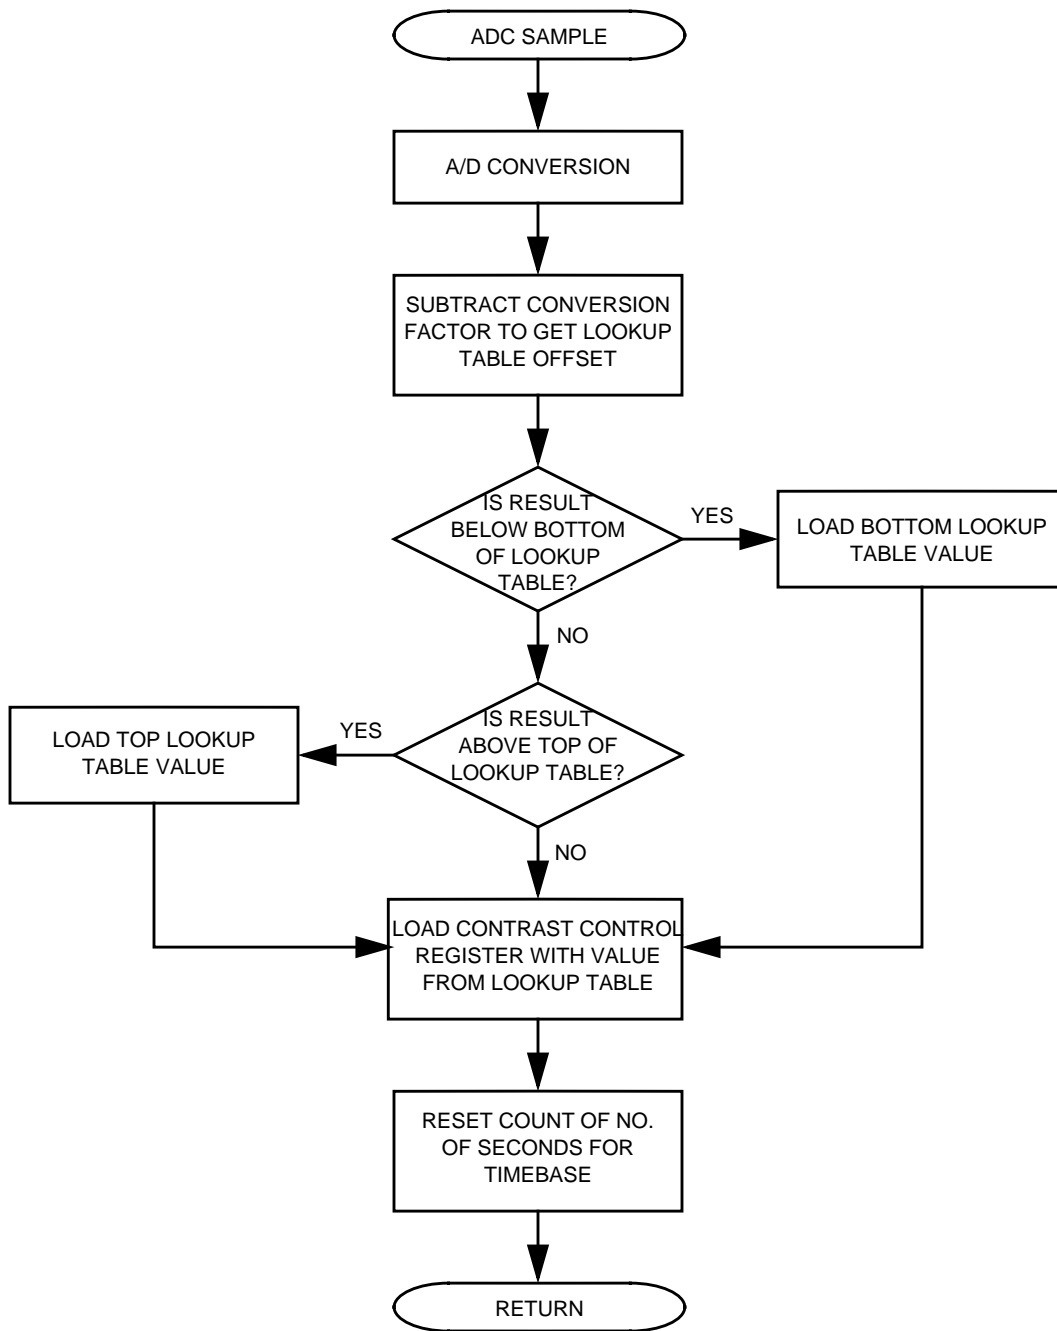 ADC SAMPLE
A/D CONVERSION
SUBTRACT CONVERSION
FACTOR TO GET LOOKUP
TABLE OFFSET
IS RESULT
BELOW BOTTOM
OF LOOKUP
TABLE?
YES
LOAD BOTTOM LOOKUP
TABLE VALUE
NO
IS RESULT
ABOVE TOP OF
LOOKUP TABLE?
YES
LOAD TOP LOOKUP
TABLE VALUE
NO
LOAD CONTRAST CONTROL
REGISTER WITH VALUE
FROM LOOKUP TABLE
RESET COUNT OF NO.
OF SECONDS FOR
TIMEBASE
RETURN